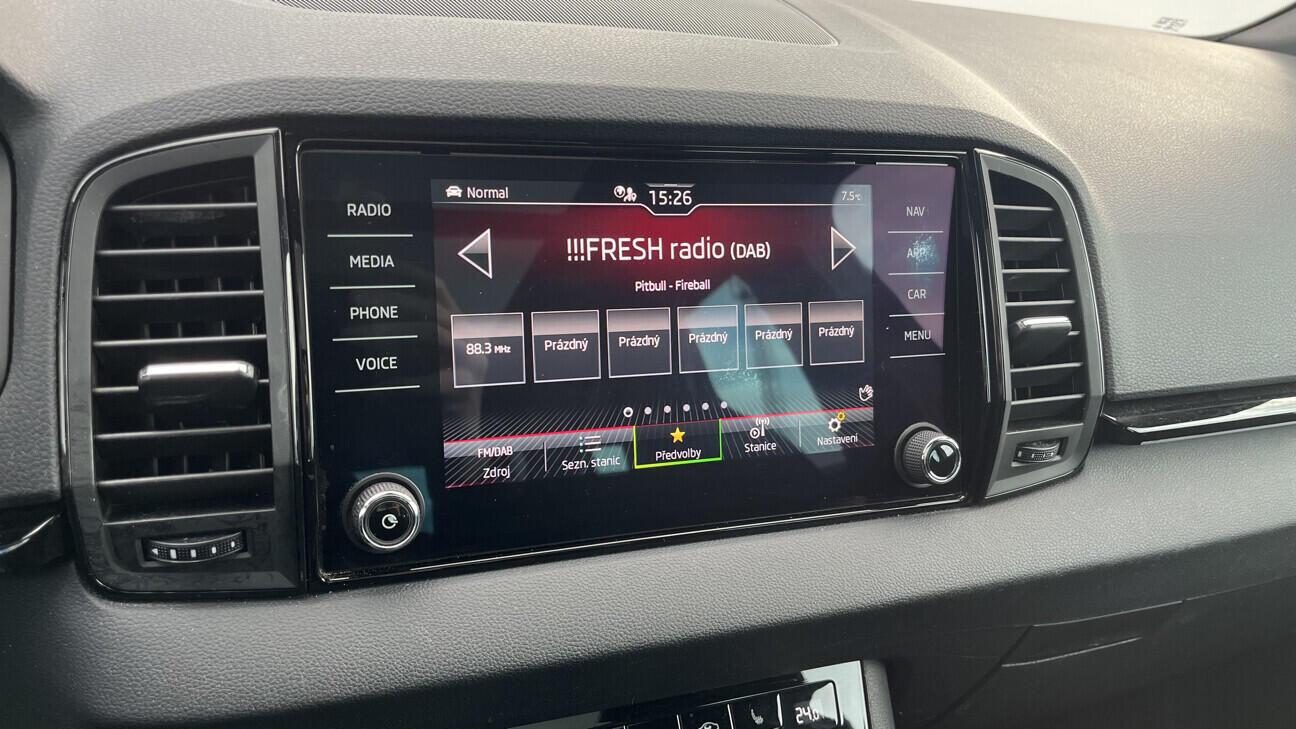 RADIO
MEDIA
PHONE
VOICE
Normal
15:26
7.5°C
!!!FRESH radio (DAB)
Pitbull - Fireball
88.3 MHz
Prázdný
Prázdný
Prázdný
Prázdný
Prázdný
FM/DAB
Zdroj
Sezn. stanic
Předvolby
Stanice
Nastavení
NAV
APP
CAR
MENU
24.0